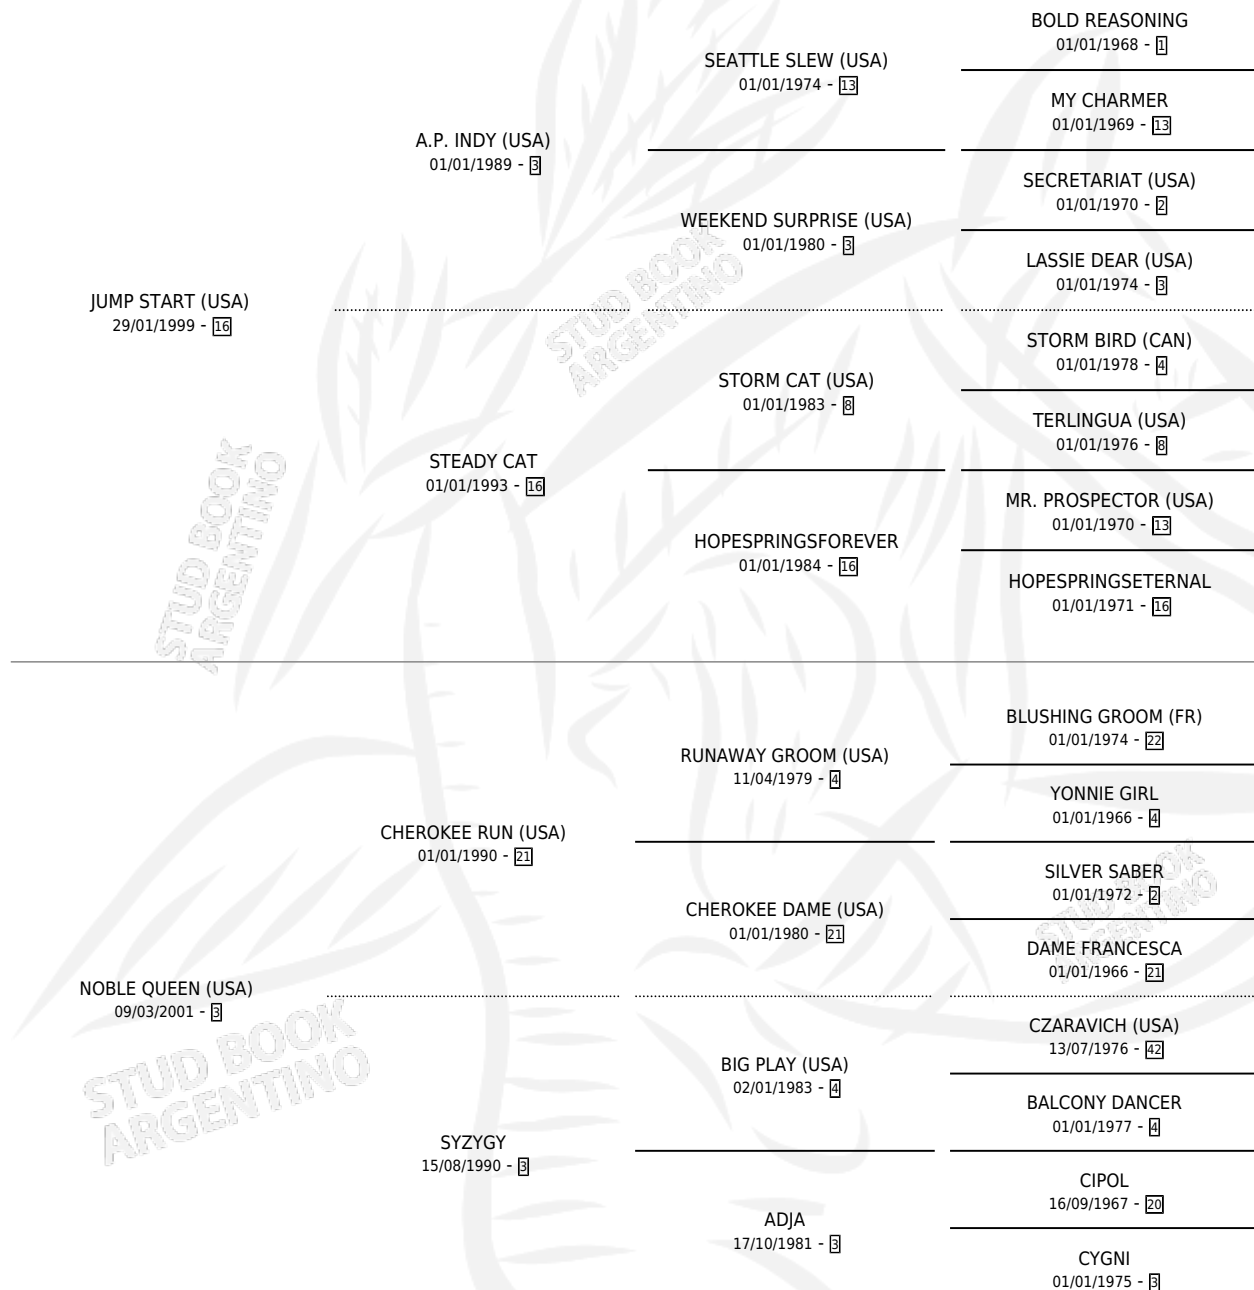 BOLD REASONING
01/01/1968 - 1
SEATTLE SLEW (USA)
01/01/1974 - 13
MY CHARMER
01/01/1969 - 13
A.P. INDY (USA)
01/01/1989 - 3
SECRETARIAT (USA)
01/01/1970 - 2
WEEKEND SURPRISE (USA)
01/01/1980 - 3
LASSIE DEAR (USA)
01/01/1974 - 3
JUMP START (USA)
29/01/1999 - 16
STUD BOOK
ARGENTINO
STORM BIRD (CAN)
01/01/1978 - 4
STORM CAT (USA)
01/01/1983 - 8
TERLINGUA (USA)
01/01/1976 - 8
STEADY CAT
01/01/1993 - 16
MR. PROSPECTOR (USA)
01/01/1970 - 13
HOPESPRINGSFOREVER
01/01/1984 - 16
HOPESPRINGSETERNAL
01/01/1971 - 16
STUD BOOK
ARGENTINO
BLUSHING GROOM (FR)
01/01/1974 - 22
RUNAWAY GROOM (USA)
11/04/1979 - 4
YONNIE GIRL
01/01/1966 - 4
CHEROKEE RUN (USA)
01/01/1990 - 21
SILVER SABER
01/01/1972 - 2
CHEROKEE DAME (USA)
01/01/1980 - 21
STUD BOOK
ARGENTINO
DAME FRANCESCA
01/01/1966 - 21
NOBLE QUEEN (USA)
09/03/2001 - 3
STUD BOOK
ARGENTINO
CZARAVICH (USA)
13/07/1976 - 42
BIG PLAY (USA)
02/01/1983 - 4
BALCONY DANCER
01/01/1977 - 4
SYZYGY
15/08/1990 - 3
CIPOL
16/09/1967 - 20
ADJA
17/10/1981 - 3
CYGNI
01/01/1975 - 3